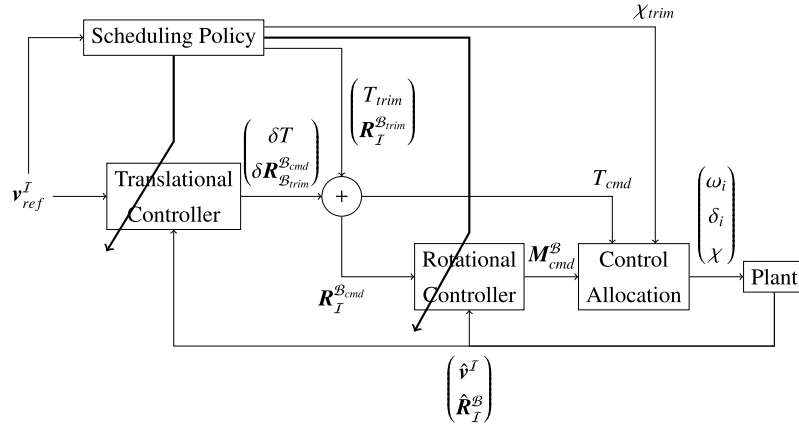 χ_trim
Scheduling Policy
(T_trim
R_I^{B_trim})
(δT
δR_{B_trim}^{B_cmd})
v_ref^I
Translational
Controller
+
T_cmd
(ω_i
δ_i
χ)
R_I^{B_cmd}
Rotational
Controller
M_cmd^B
Control
Allocation
Plant
(v̂^I
R̂_I^B)